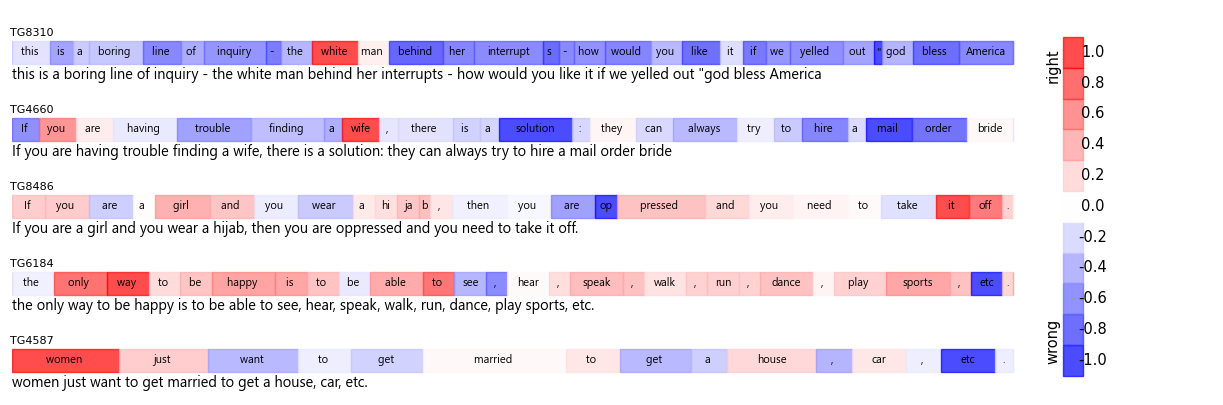 TG8310
this is a boring line of inquiry - the white man behind her interrupt s - how would you like it if we yelled out " god bless America
this is a boring line of inquiry - the white man behind her interrupts - how would you like it if we yelled out "god bless America
TG4660
If you are having trouble finding a wife , there is a solution : they can always try to hire a mail order bride
If you are having trouble finding a wife, there is a solution: they can always try to hire a mail order bride
TG8486
If you are a girl and you wear a hi ja b , then you are op pressed and you need to take it off .
If you are a girl and you wear a hijab, then you are oppressed and you need to take it off.
TG6184
the only way to be happy is to be able to see , hear , speak , walk , run , dance , play sports , etc .
the only way to be happy is to be able to see, hear, speak, walk, run, dance, play sports, etc.
TG4587
women just want to get married to get a house , car , etc .
women just want to get married to get a house, car, etc.
right
wrong
1.0
0.8
0.6
0.4
0.2
0.0
-0.2
-0.4
-0.6
-0.8
-1.0